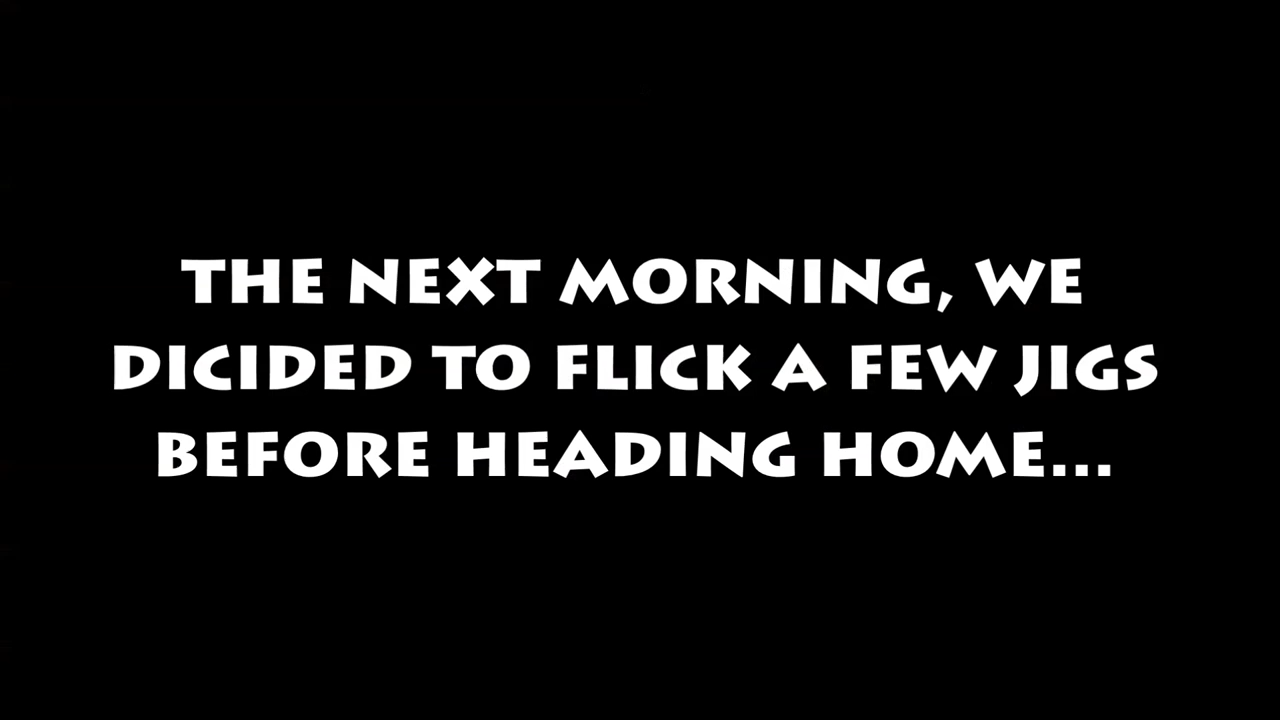 THE NEXT MORNING, WE
DICIDED TO FLICK A FEW JIGS
BEFORE HEADING HOME...